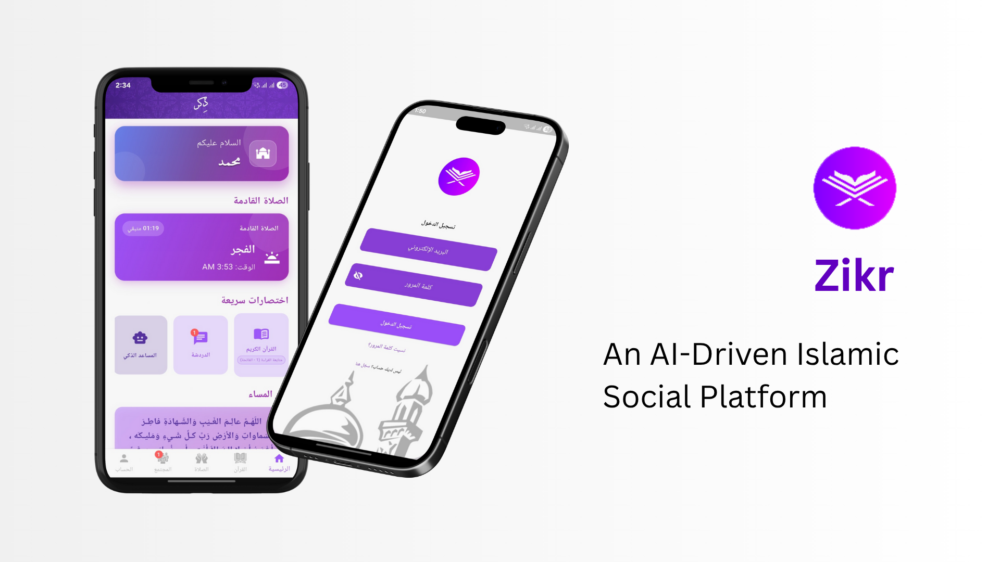 2:34
45
ذِكر
السلام عليكم
محمد
الصلاة القادمة
الصلاة القادمة
01:19 متبقي
الفجر
الوقت: 3:53 AM
اختصارات سريعة
القرآن الكريم
متابعة القراءة (1 - الفاتحة)
1
الدردشة
المساعد الذكي
المساء
اللَّهُمَّ عالِمَ الغَيْبِ وَالشَّهادَةِ فاطِرَ
وَالأَرْضِ رَبَّ كلِّ شَيءٍ وَمَليكَه ،
الرئيسية
القرآن
الصلاة
1
المجتمع
الحساب
1:50
تسجيل الدخول
البريد الإلكتروني
كلمة المرور
تسجيل الدخول
نسيت كلمة المرور؟
ليس لديك حساب؟ سجل هنا
Zikr
An AI-Driven Islamic
Social Platform